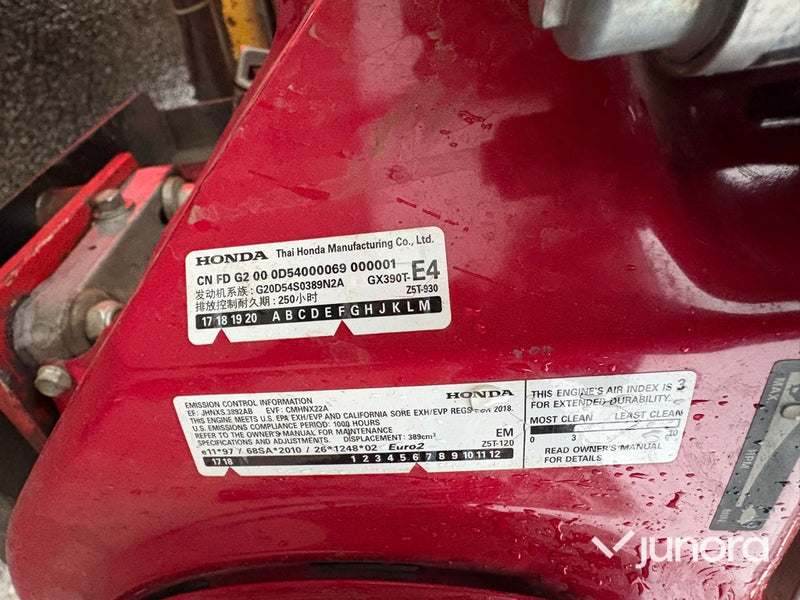 HONDA Thai Honda Manufacturing Co., Ltd.
CN FD G2 00 0D54000069 000001
发动机系族: G20D54S0389N2A GX390T-E4
排放控制耐久期: 250小时 Z5T-930
17 18 19 20 A B C D E F G H J K L M
EMISSION CONTROL INFORMATION HONDA
EF: JHNXS.3892AB EVF: CMHNX22A
THIS ENGINE MEETS U.S. EPA EXH/EVP AND CALIFORNIA SORE EXH/EVP REGS FOR 2018.
U.S. EMISSIONS COMPLIANCE PERIOD: 1000 HOURS
REFER TO THE OWNER'S MANUAL FOR MAINTENANCE
SPECIFICATIONS AND ADJUSTMENTS. DISPLACEMENT: 389cm³ EM
e11*97 / 68SA*2010 / 26*1248*02 Euro2 Z5T-120
17 18 1 2 3 4 5 6 7 8 9 10 11 12
THIS ENGINE'S AIR INDEX IS 3
FOR EXTENDED DURABILITY.
MOST CLEAN LEAST CLEAN
0 3 10
READ OWNER'S MANUAL
FOR DETAILS
MAX.
RPM
MIN.
junora